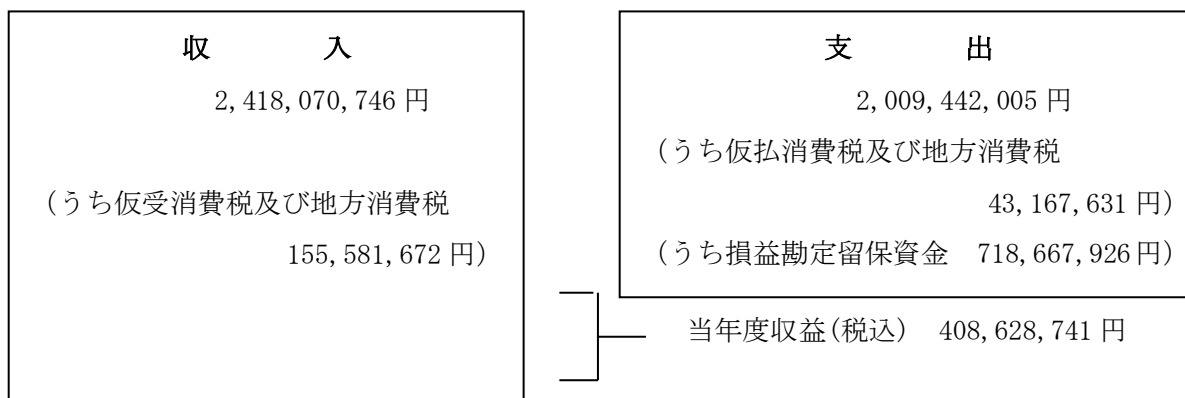 収 入
2,418,070,746 円
(うち仮受消費税及び地方消費税
155,581,672 円)
支 出
2,009,442,005 円
(うち仮払消費税及び地方消費税
43,167,631 円)
(うち損益勘定留保資金 718,667,926 円)
当年度収益(税込) 408,628,741 円